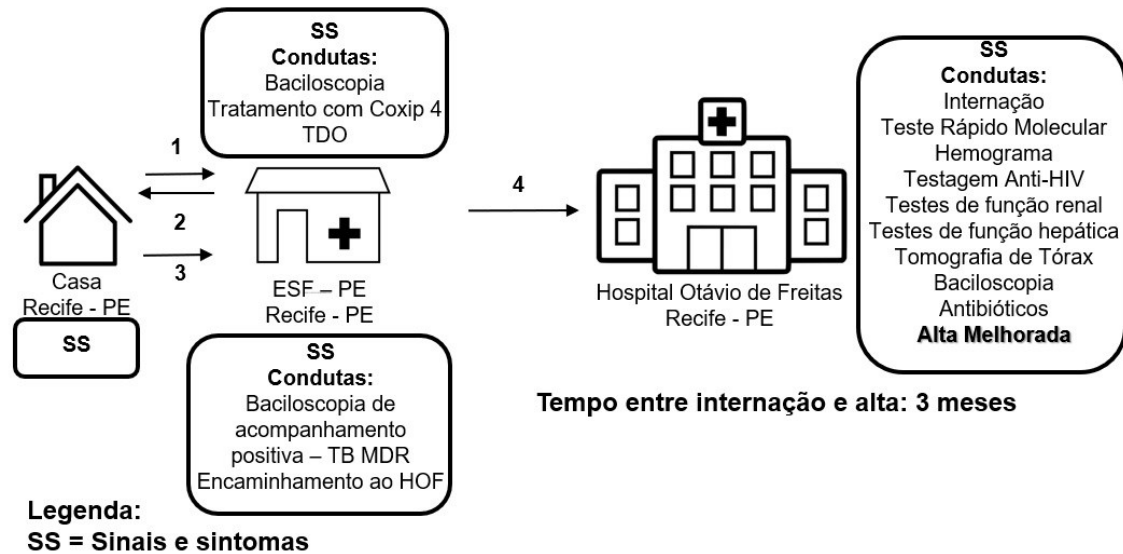 SS
Condutas:
Baciloscopia
Tratamento com Coxip 4
TDO
1
2
3
Casa
Recife - PE
SS
ESF – PE
Recife - PE
SS
Condutas:
Baciloscopia de
acompanhamento
positiva – TB MDR
Encaminhamento ao HOF
4
Hospital Otávio de Freitas
Recife - PE
SS
Condutas:
Internação
Teste Rápido Molecular
Hemograma
Testagem Anti-HIV
Testes de função renal
Testes de função hepática
Tomografia de Tórax
Baciloscopia
Antibióticos
Alta Melhorada
Tempo entre internação e alta: 3 meses
Legenda:
SS = Sinais e sintomas